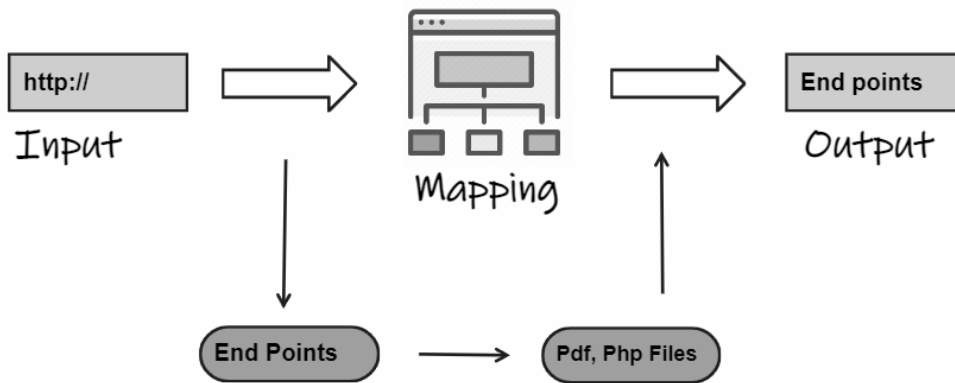 http://
Input
Mapping
End points
Output
End Points
Pdf, Php Files